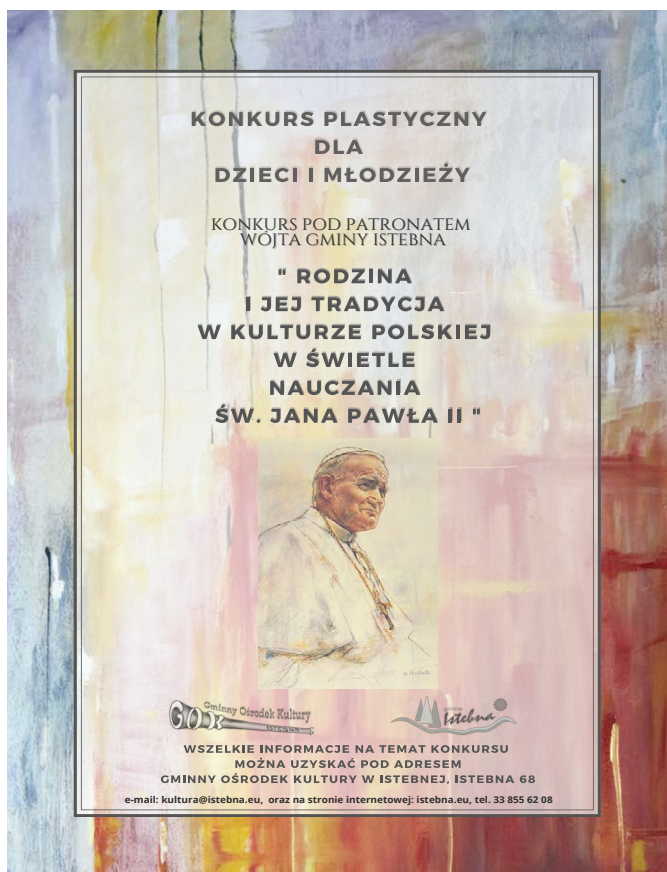 KONKURS PLASTYCZNY
DLA
DZIECI I MŁODZIEŻY
KONKURS POD PATRONATEM
WÓJTA GMINY ISTEBNA
" RODZINA
I JEJ TRADYCJA
W KULTURZE POLSKIEJ
W ŚWIETLE
NAUCZANIA
ŚW. JANA PAWŁA II "
GOK Gminny Ośrodek Kultury
ISTEBNA
Istebna
WSZELKIE INFORMACJE NA TEMAT KONKURSU
MOŻNA UZYSKAĆ POD ADRESEM
GMINNY OŚRODEK KULTURY W ISTEBNEJ, ISTEBNA 68
e-mail: kultura@istebna.eu, oraz na stronie internetowej: istebna.eu, tel. 33 855 62 08